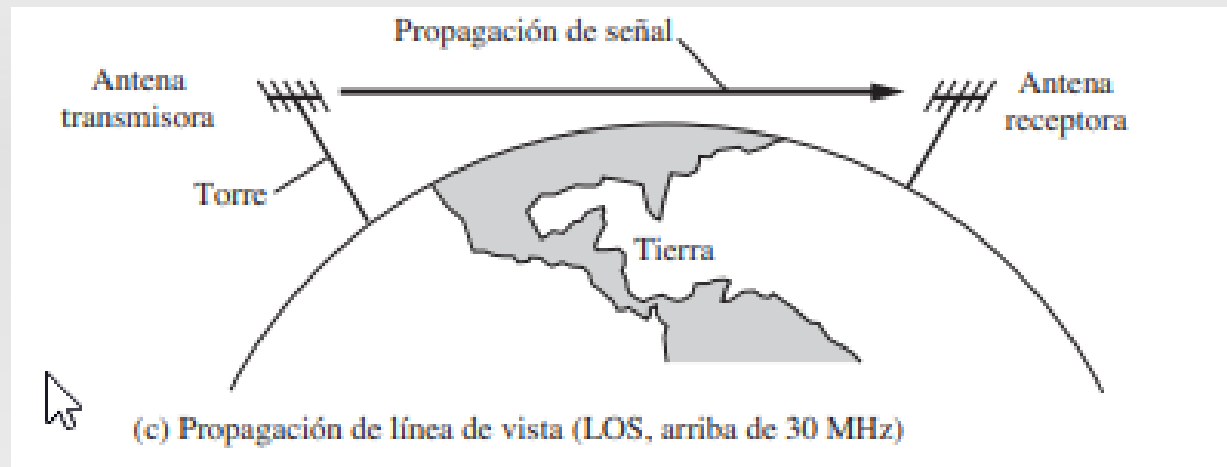 Propagación de señal
Antena
transmisora
Antena
receptora
Torre
Tierra
(c) Propagación de línea de vista (LOS, arriba de 30 MHz)